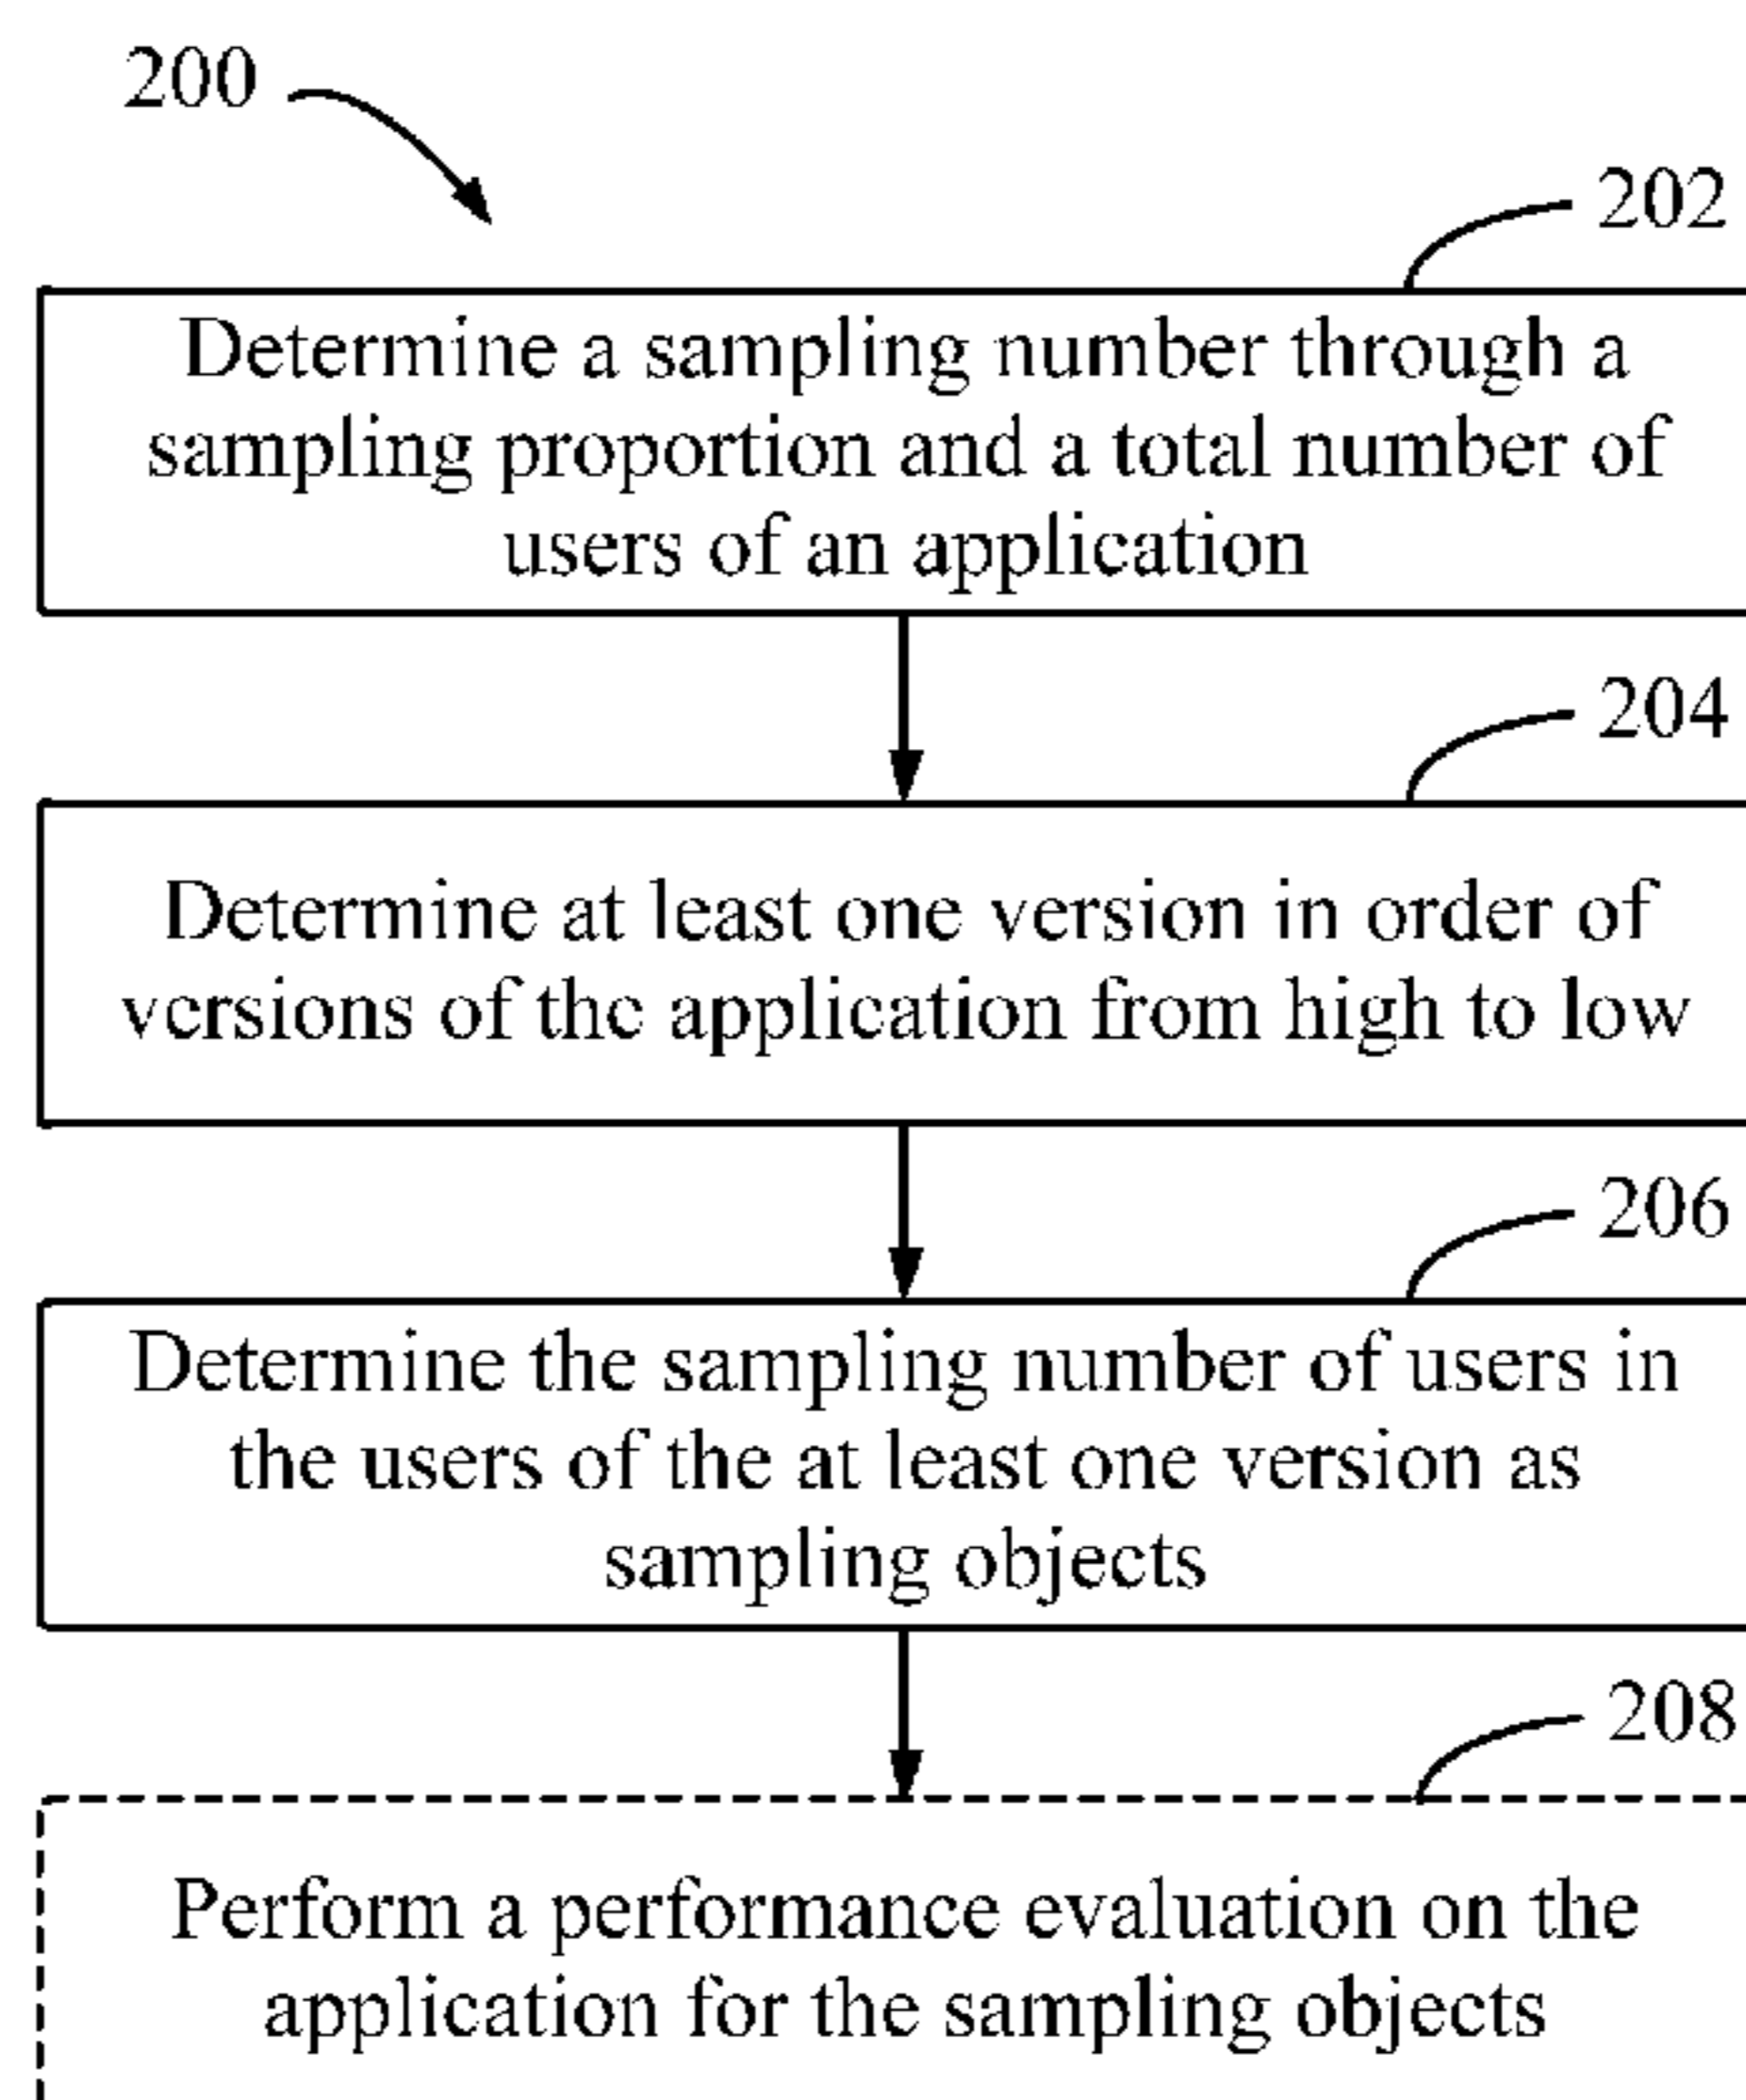 200
202
Determine a sampling number through a
sampling proportion and a total number of
users of an application
204
Determine at least one version in order of
versions of the application from high to low
206
Determine the sampling number of users in
the users of the at least one version as
sampling objects
208
Perform a performance evaluation on the
application for the sampling objects